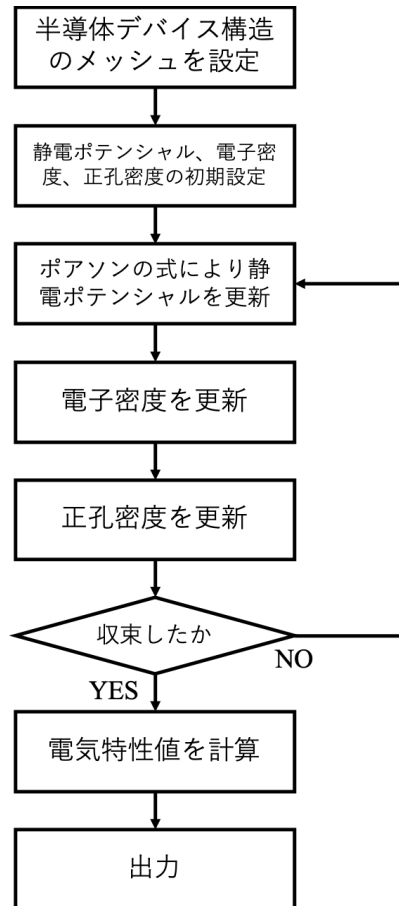 半導体デバイス構造
のメッシュを設定
静電ポテンシャル、電子密
度、正孔密度の初期設定
ポアソンの式により静
電ポテンシャルを更新
電子密度を更新
正孔密度を更新
収束したか
NO
YES
電気特性値を計算
出力